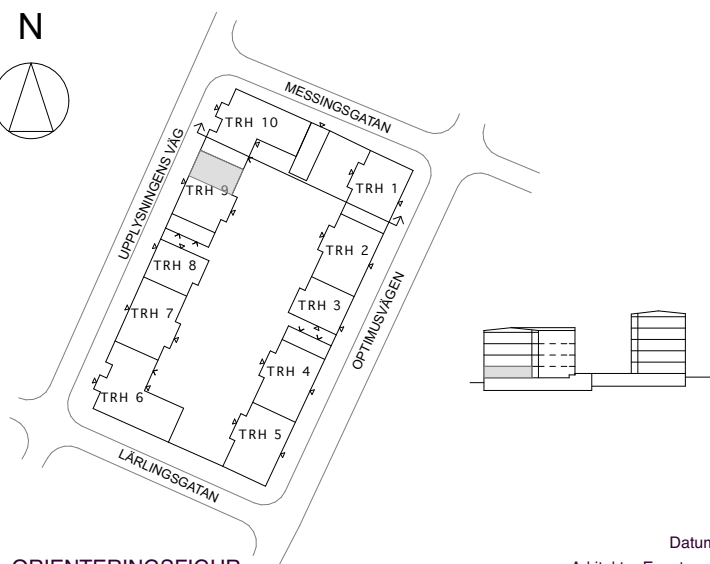 N
MESSINGSGATAN
TRH 10
UPPLYSNINGENS VÄG
TRH 1
TRH 9
TRH 2
TRH 8
TRH 3
TRH 7
OPTIMUSVÄGEN
TRH 4
TRH 6
TRH 5
LÄRLINGSGATAN
Datum
ORIENTERINGSFIGUR